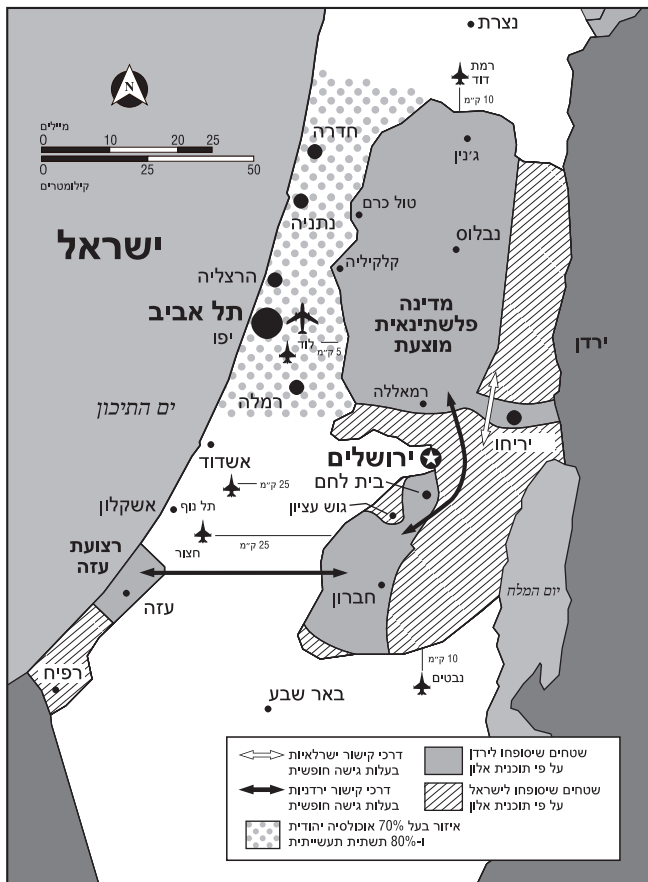 נצרת
רמת
דוד
10 ק״מ
N
מיילים
0 10 20 25
0 25 50
קילומטרים
חדרה
ג׳נין
טול כרם
נתניה
נבלוס
ישראל
קלקיליה
הרצליה
מדינה
פלשתינאית
מוצעת
תל אביב
יפו
לוד
5 ק״מ
ירדן
רמאללה
רמלה
ים התיכון
יריחו
ירושלים
אשדוד
בית לחם
25 ק״מ
גוש עציון
תל נוף
אשקלון
חצור
25 ק״מ
רצועת
עזה
עזה
חברון
יום המלח
רפיח
10 ק״מ
נבטים
באר שבע
דרכי קישור ישרלאיות
בעלות גישה חופשית
שטחים שיסופחו לירדן
על פי תוכנית אלון
דרכי קישור ירדניות
בעלות גישה חופשית
שטחים שיסופחו לישראל
על פי תוכנית אלון
איזור בעל 70% אוכולסיה יהודית
ו-80% תשתית תעשייתית